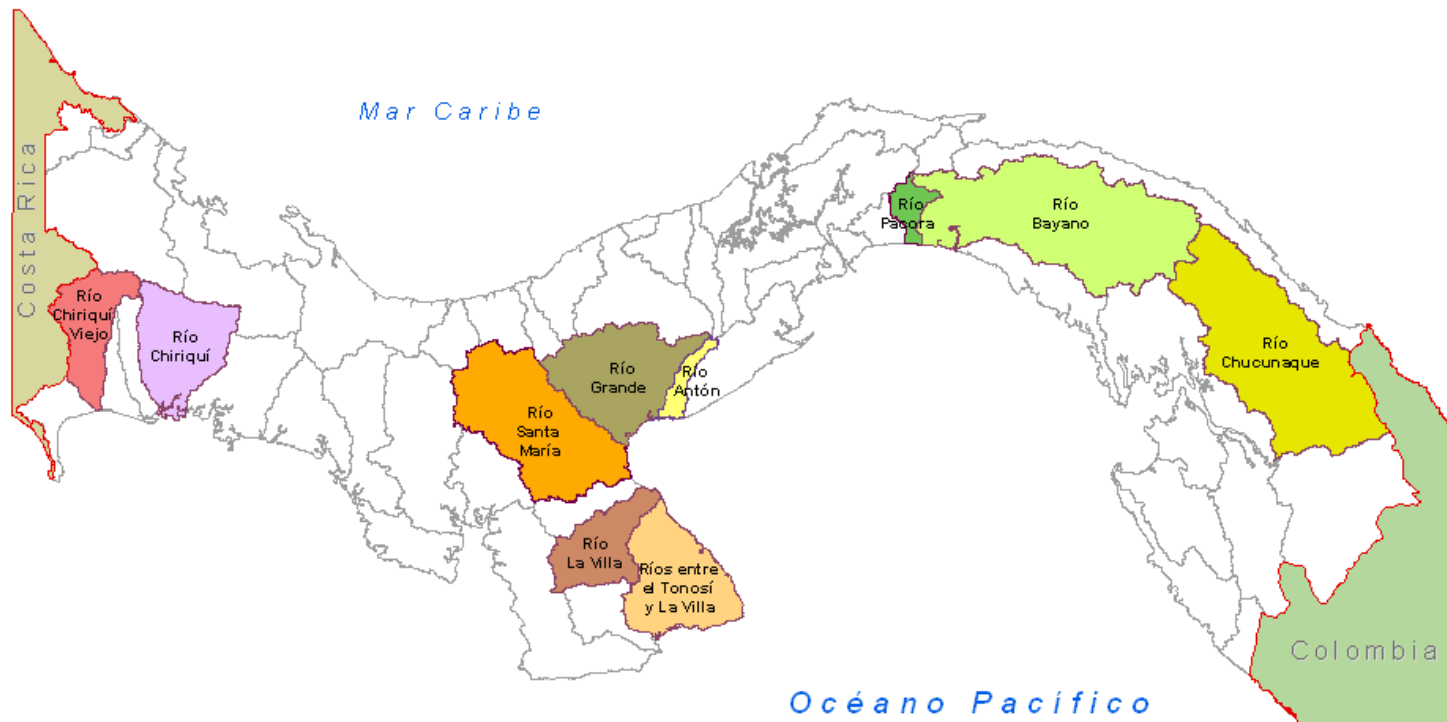 Mar Caribe
Costa Rica
Río
Chiriquí
Viejo
Río
Chiriquí
Río
Santa
María
Río
Grande
Río
Antón
Río
La Villa
Ríos entre
el Tonosí
y La Villa
Río
Pacora
Río
Bayano
Río
Chucunaque
Colombia
Océano Pacífico